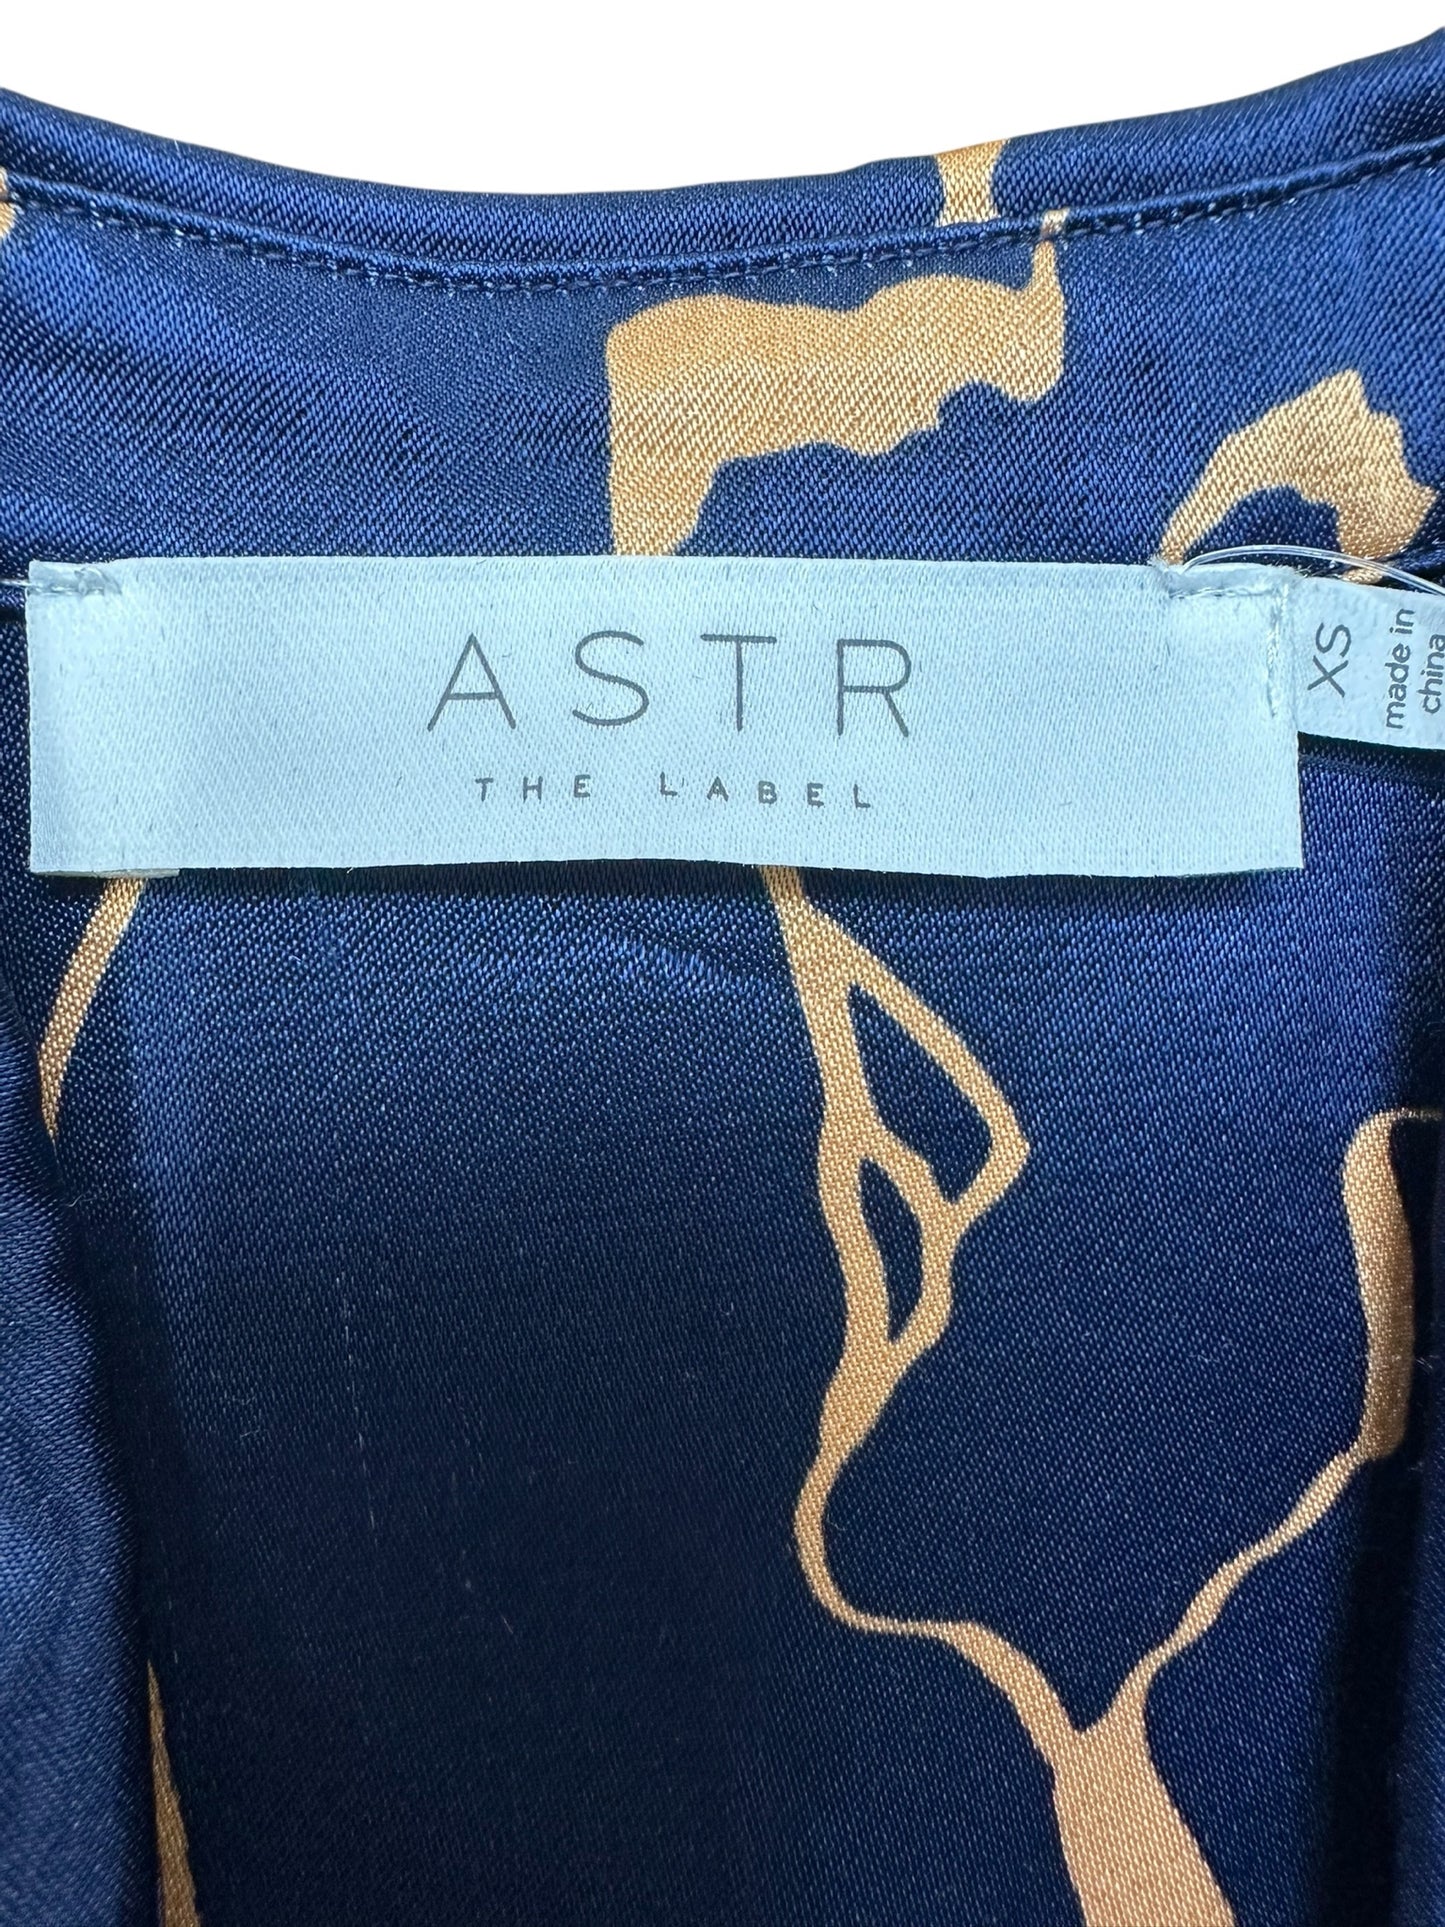 ASTR
THE LABEL
XS
made in
china